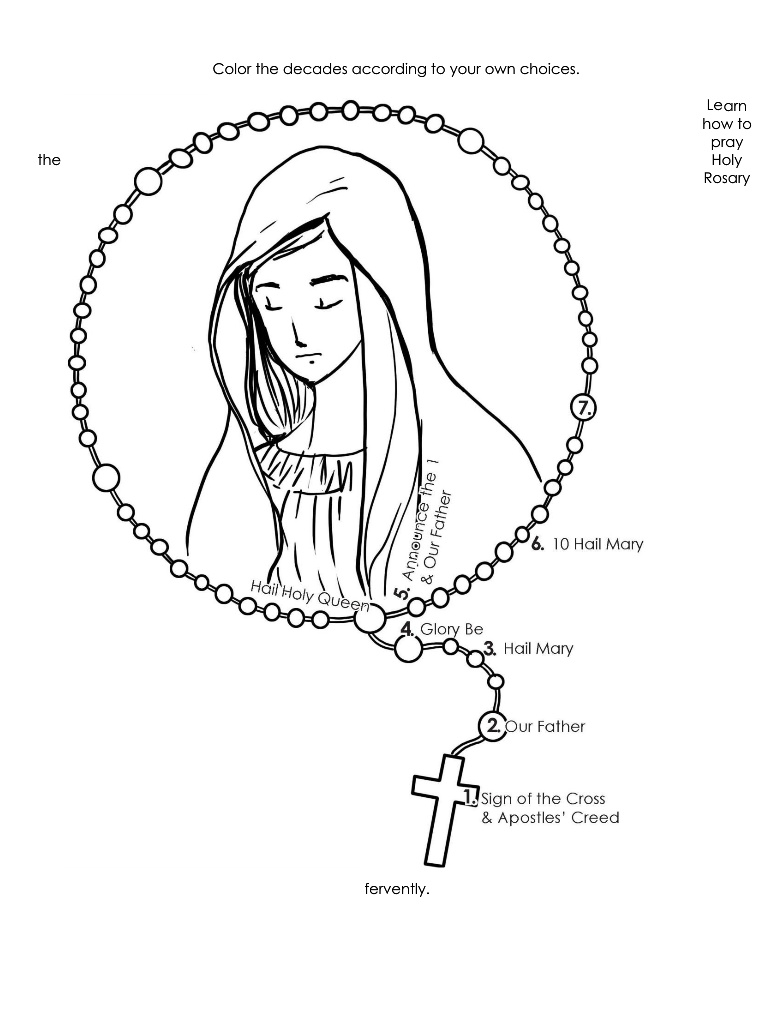 Color the decades according to your own choices.
Learn
how to
pray
the
Holy
Rosary
7.
6. 10 Hail Mary
5. Announce the 1
& Our Father
Hail Holy Queen
4. Glory Be
3. Hail Mary
2. Our Father
1. Sign of the Cross
& Apostles’ Creed
fervently.